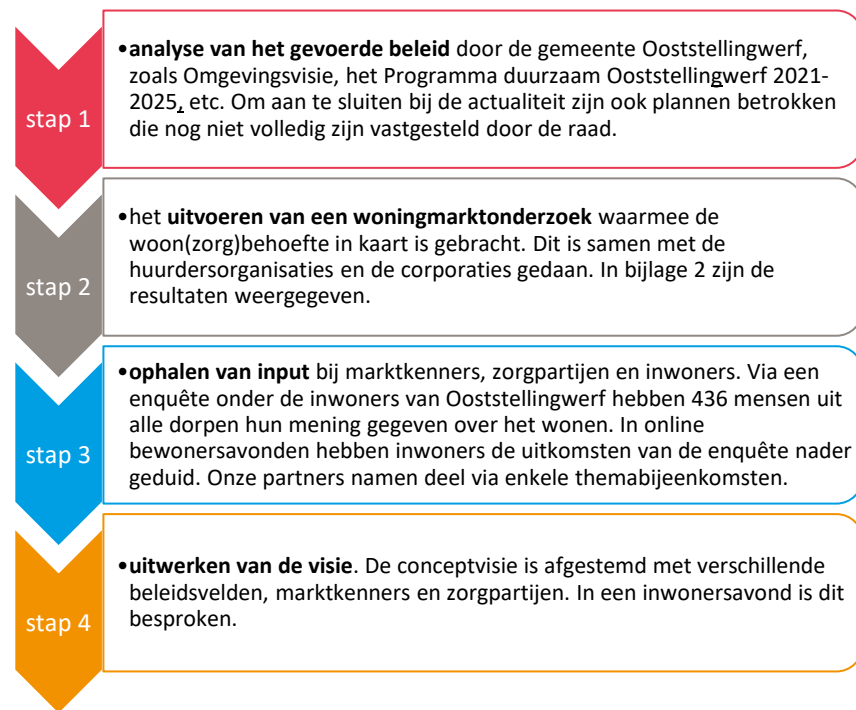 stap 1
•analyse van het gevoerde beleid door de gemeente Ooststellingwerf,
zoals Omgevingsvisie, het Programma duurzaam Ooststellingwerf 2021-
2025, etc. Om aan te sluiten bij de actualiteit zijn ook plannen betrokken
die nog niet volledig zijn vastgesteld door de raad.
stap 2
•het uitvoeren van een woningmarktonderzoek waarmee de
woon(zorg)behoefte in kaart is gebracht. Dit is samen met de
huurdersorganisaties en de corporaties gedaan. In bijlage 2 zijn de
resultaten weergegeven.
stap 3
•ophalen van input bij marktkenners, zorgpartijen en inwoners. Via een
enquête onder de inwoners van Ooststellingwerf hebben 436 mensen uit
alle dorpen hun mening gegeven over het wonen. In online
bewonersavonden hebben inwoners de uitkomsten van de enquête nader
geduid. Onze partners namen deel via enkele themabijeenkomsten.
stap 4
•uitwerken van de visie. De conceptvisie is afgestemd met verschillende
beleidsvelden, marktkenners en zorgpartijen. In een inwonersavond is dit
besproken.